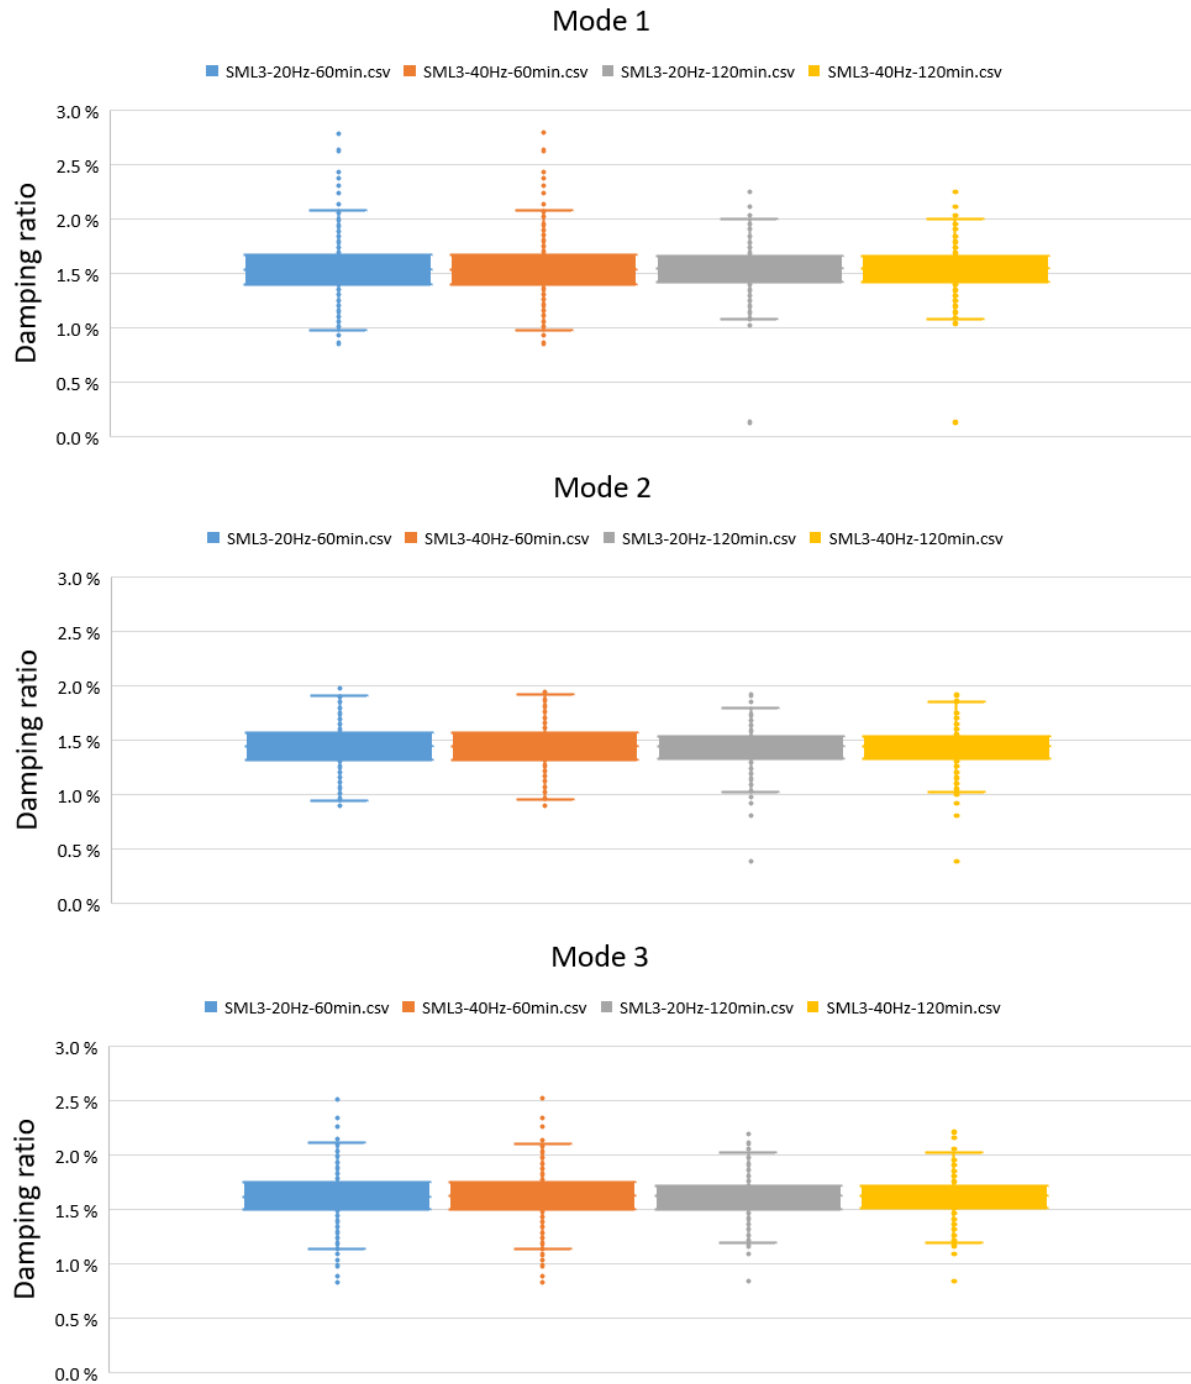 Mode 1
SML3-20Hz-60min.csv SML3-40Hz-60min.csv SML3-20Hz-120min.csv SML3-40Hz-120min.csv
3.0 %
2.5 %
2.0 %
1.5 %
1.0 %
0.5 %
0.0 %
Damping ratio
Mode 2
SML3-20Hz-60min.csv SML3-40Hz-60min.csv SML3-20Hz-120min.csv SML3-40Hz-120min.csv
3.0 %
2.5 %
2.0 %
1.5 %
1.0 %
0.5 %
0.0 %
Damping ratio
Mode 3
SML3-20Hz-60min.csv SML3-40Hz-60min.csv SML3-20Hz-120min.csv SML3-40Hz-120min.csv
3.0 %
2.5 %
2.0 %
1.5 %
1.0 %
0.5 %
0.0 %
Damping ratio